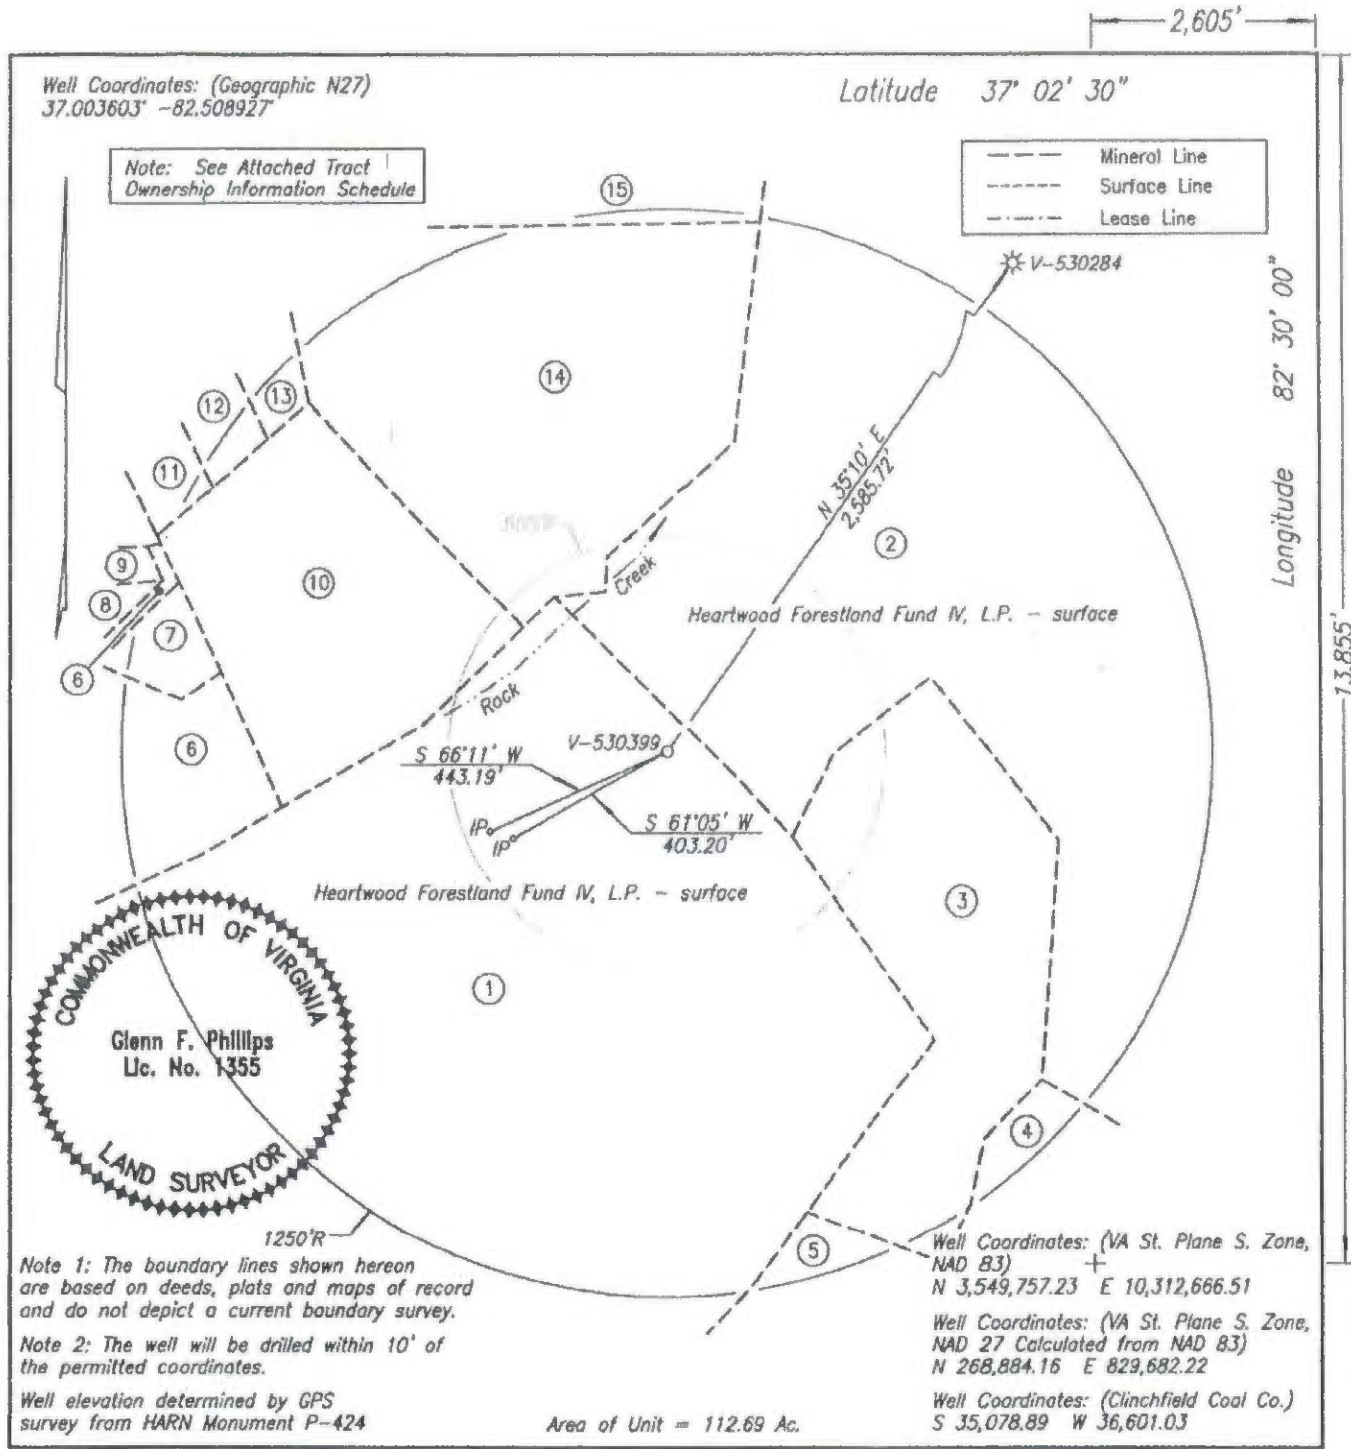 2,605'
Well Coordinates: (Geographic N27)
37.003603° -82.508927°
Latitude 37° 02' 30"
Note: See Attached Tract
Ownership Information Schedule
Mineral Line
Surface Line
Lease Line
15
V-530284
Longitude 82° 30' 00"
14
13
12
11
N 35°10' E
2,585.72'
2
9
10
8
7
6
Creek
Rock
Heartwood Forestland Fund IV, L.P. - surface
13,855'
6
V-530399
S 66°11' W
443.19'
IP
IP
S 61°05' W
403.20'
Heartwood Forestland Fund IV, L.P. - surface
3
1
COMMONWEALTH OF VIRGINIA
Glenn F. Phillips
Lic. No. 1355
LAND SURVEYOR
4
5
1250'R
Note 1: The boundary lines shown hereon
are based on deeds, plats and maps of record
and do not depict a current boundary survey.
Note 2: The well will be drilled within 10' of
the permitted coordinates.
Well elevation determined by GPS
survey from HARN Monument P-424
Area of Unit = 112.69 Ac.
Well Coordinates: (VA St. Plane S. Zone,
NAD 83)
N 3,549,757.23 E 10,312,666.51
Well Coordinates: (VA St. Plane S. Zone,
NAD 27 Calculated from NAD 83)
N 268,884.16 E 829,682.22
Well Coordinates: (Clinchfield Coal Co.)
S 35,078.89 W 36,601.03